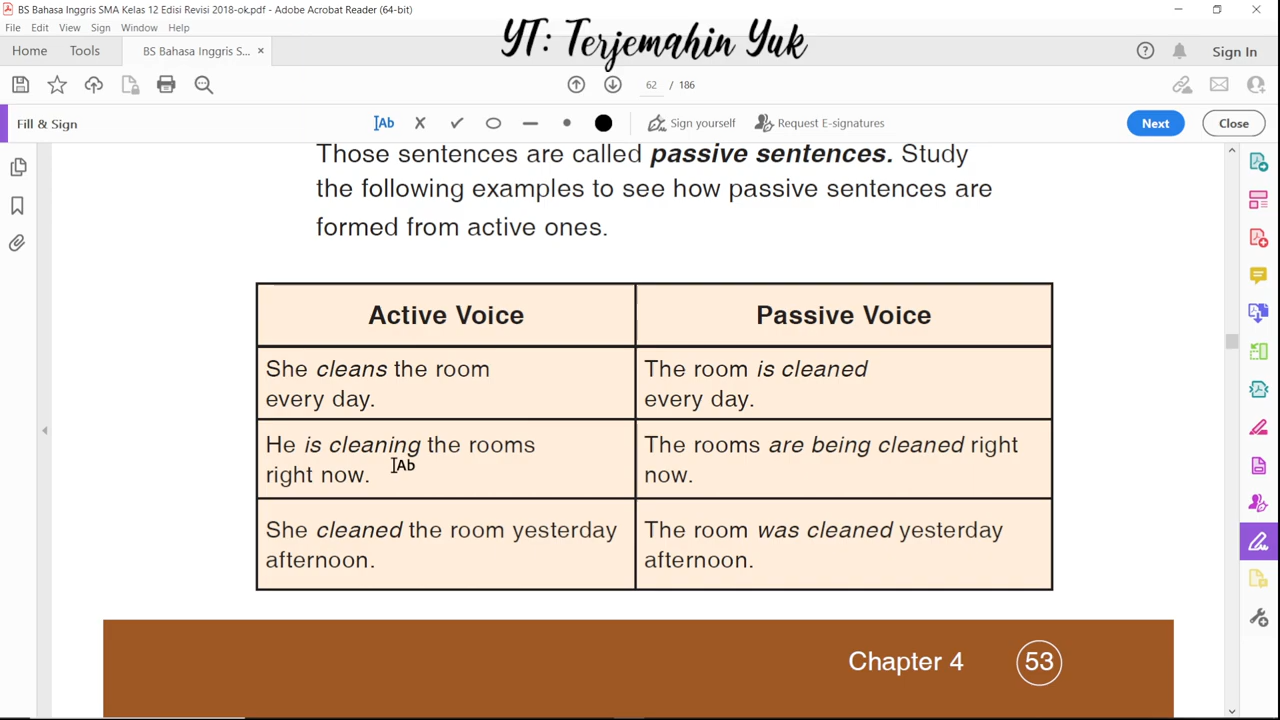 BS Bahasa Inggris SMA Kelas 12 Edisi Revisi 2018-ok.pdf - Adobe Acrobat Reader (64-bit)
File Edit View Sign Window Help
YT: Terjemahin Yuk
Home Tools BS Bahasa Inggris S... × Sign In
62 / 186
Fill & Sign Ab Sign yourself Request E-signatures Next Close
Those sentences are called passive sentences. Study
the following examples to see how passive sentences are
formed from active ones.
Active Voice Passive Voice
She cleans the room The room is cleaned
every day. every day.
He is cleaning the rooms The rooms are being cleaned right
right now. Ab now.
She cleaned the room yesterday The room was cleaned yesterday
afternoon. afternoon.
Chapter 4 53